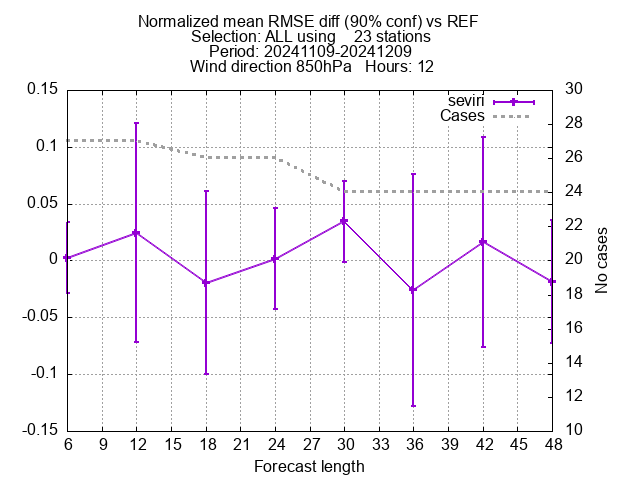 Normalized mean RMSE diff (90% conf) vs REF
Selection: ALL using    23 stations
Period: 20241109-20241209
Wind direction 850hPa   Hours: 12
seviri
Cases
0.15
0.1
0.05
0
-0.05
-0.1
-0.15
30
28
26
24
22
20
18
16
14
12
10
No cases
6 9 12 15 18 21 24 27 30 33 36 39 42 45 48
Forecast length